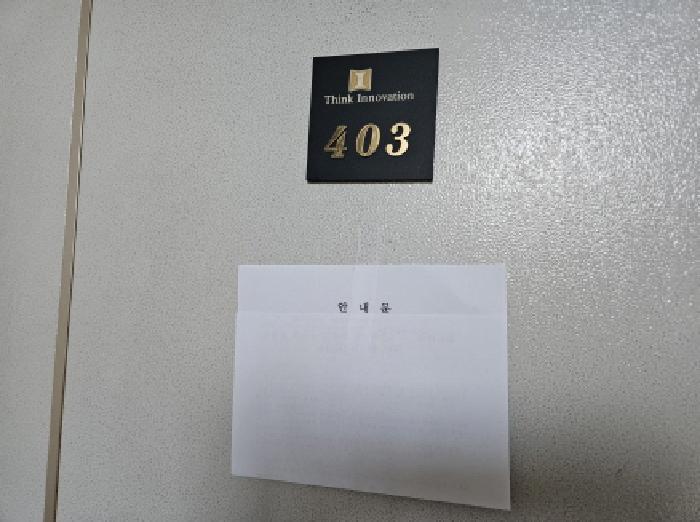 Think Innovation
403
안 내 문